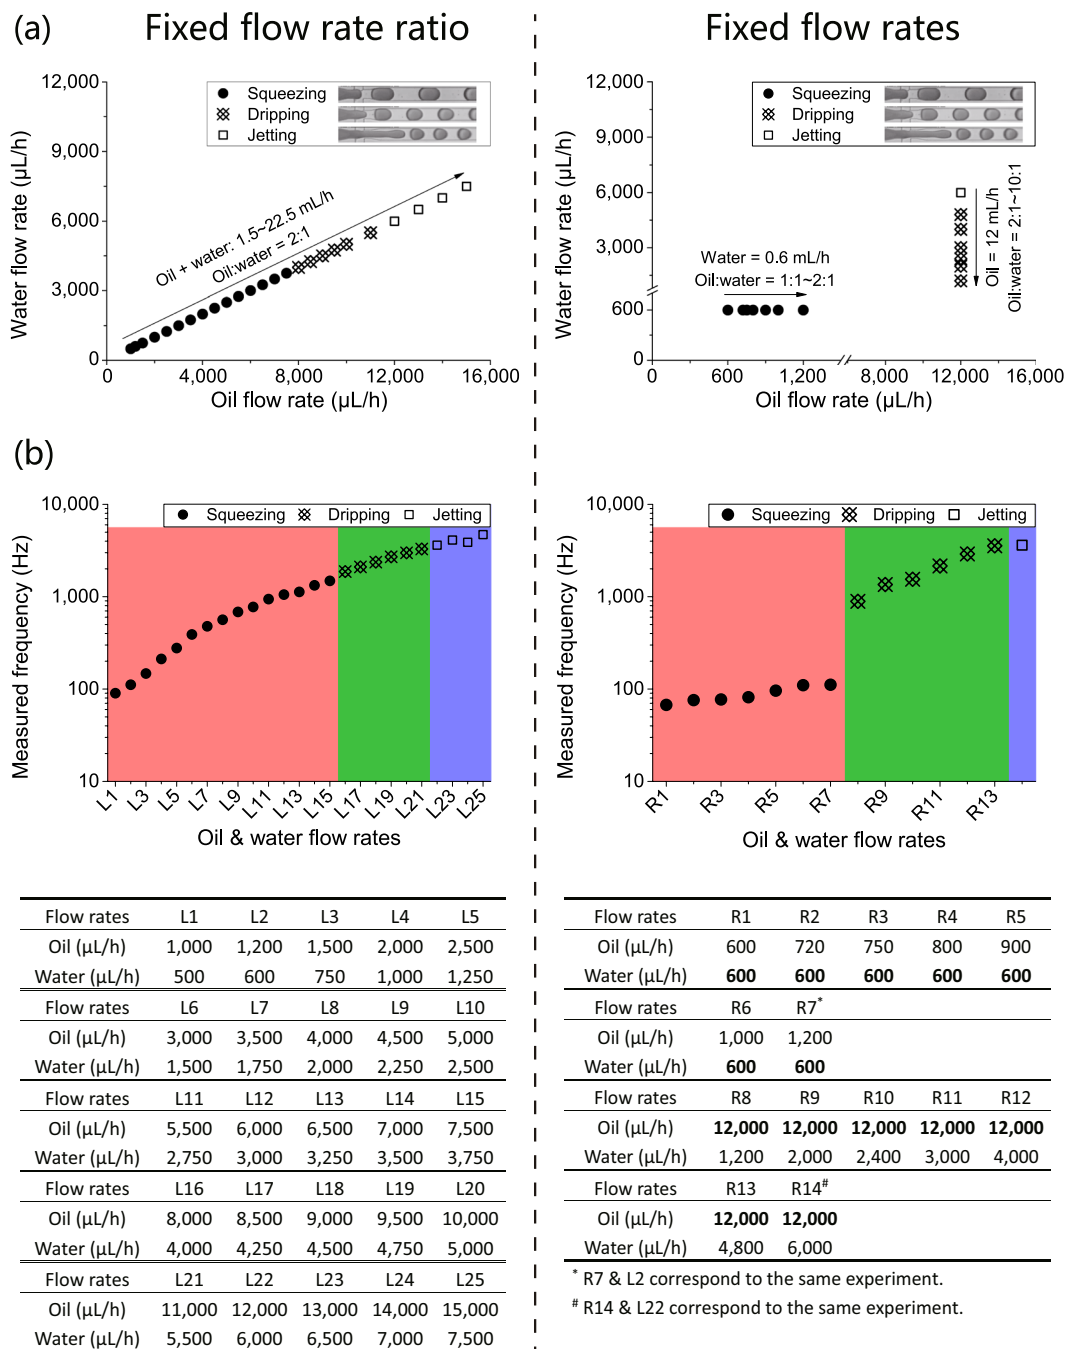 (a) Fixed flow rate ratio
Fixed flow rates
12,000
9,000
6,000
3,000
0
Water flow rate (µL/h)
Squeezing
Dripping
Jetting
Oil + water: 1.5~22.5 mL/h
Oil:water = 2:1
0 4,000 8,000 12,000 16,000
Oil flow rate (µL/h)
12,000
9,000
6,000
3,000
600
0
Water flow rate (µL/h)
Squeezing
Dripping
Jetting
Water = 0.6 mL/h
Oil:water = 1:1~2:1
Oil = 12 mL/h
Oil:water = 2:1~10:1
0 600 1,200 8,000 12,000 16,000
Oil flow rate (µL/h)
(b)
10,000
1,000
100
10
Measured frequency (Hz)
Squeezing Dripping Jetting
L1 L3 L5 L7 L9 L11 L13 L15 L17 L19 L21 L23 L25
Oil & water flow rates
10,000
1,000
100
10
Measured frequency (Hz)
Squeezing Dripping Jetting
R1 R3 R5 R7 R9 R11 R13
Oil & water flow rates
Flow rates L1 L2 L3 L4 L5
Oil (µL/h) 1,000 1,200 1,500 2,000 2,500
Water (µL/h) 500 600 750 1,000 1,250
Flow rates L6 L7 L8 L9 L10
Oil (µL/h) 3,000 3,500 4,000 4,500 5,000
Water (µL/h) 1,500 1,750 2,000 2,250 2,500
Flow rates L11 L12 L13 L14 L15
Oil (µL/h) 5,500 6,000 6,500 7,000 7,500
Water (µL/h) 2,750 3,000 3,250 3,500 3,750
Flow rates L16 L17 L18 L19 L20
Oil (µL/h) 8,000 8,500 9,000 9,500 10,000
Water (µL/h) 4,000 4,250 4,500 4,750 5,000
Flow rates L21 L22 L23 L24 L25
Oil (µL/h) 11,000 12,000 13,000 14,000 15,000
Water (µL/h) 5,500 6,000 6,500 7,000 7,500
Flow rates R1 R2 R3 R4 R5
Oil (µL/h) 600 720 750 800 900
Water (µL/h) 600 600 600 600 600
Flow rates R6 R7*
Oil (µL/h) 1,000 1,200
Water (µL/h) 600 600
Flow rates R8 R9 R10 R11 R12
Oil (µL/h) 12,000 12,000 12,000 12,000 12,000
Water (µL/h) 1,200 2,000 2,400 3,000 4,000
Flow rates R13 R14#
Oil (µL/h) 12,000 12,000
Water (µL/h) 4,800 6,000
* R7 & L2 correspond to the same experiment.
# R14 & L22 correspond to the same experiment.